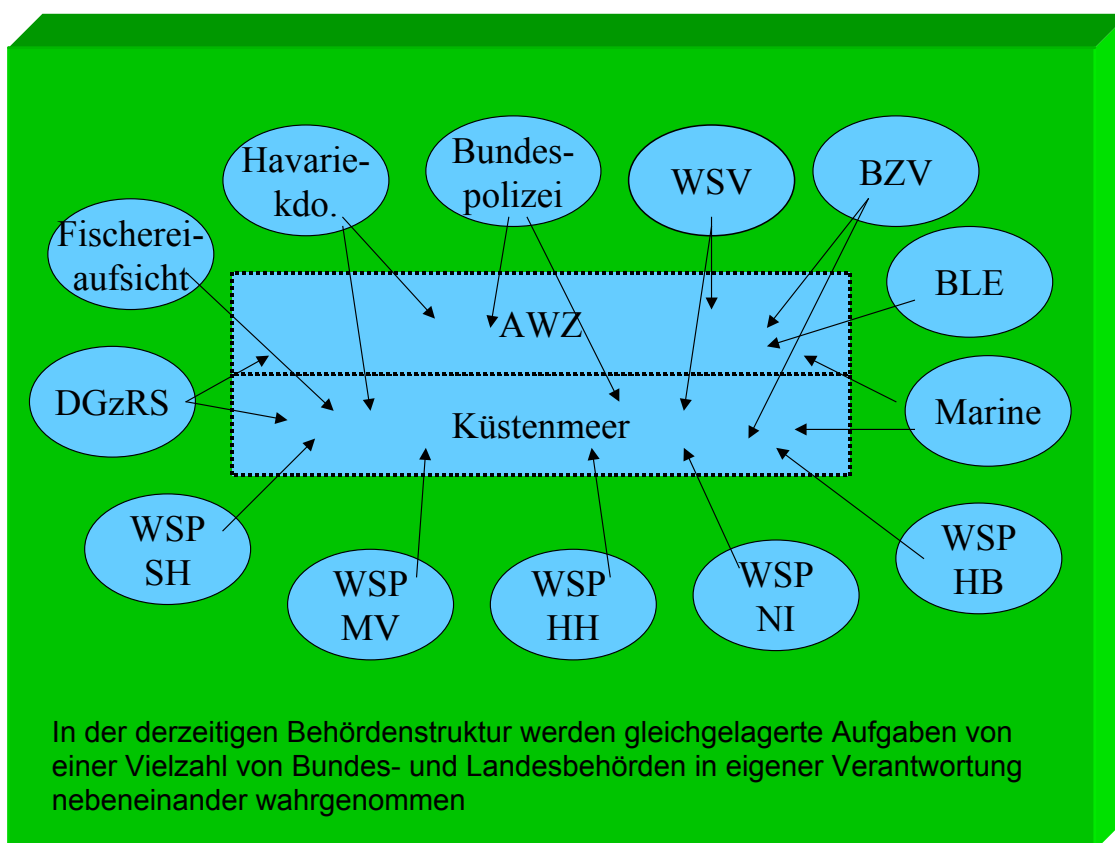 Havarie-
kdo.
Bundes-
polizei
WSV
BZV
Fischerei-
aufsicht
BLE
AWZ
DGzRS
Marine
Küstenmeer
WSP
SH
WSP
MV
WSP
HH
WSP
NI
WSP
HB
In der derzeitigen Behördenstruktur werden gleichgelagerte Aufgaben von
einer Vielzahl von Bundes- und Landesbehörden in eigener Verantwortung
nebeneinander wahrgenommen